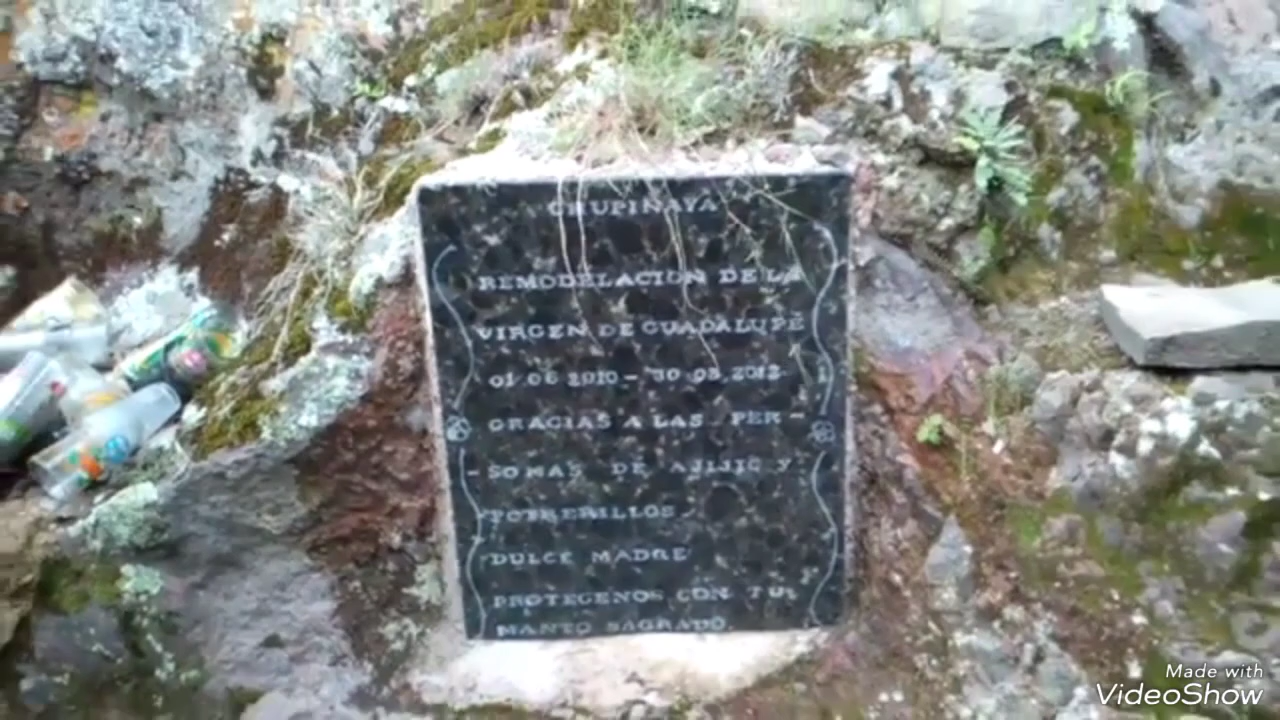 CHUPINAYA
REMODELACION DE LA
VIRGEN DE GUADALUPE
01 06 2010 - 30 05 2012
GRACIAS A LAS PER-
-SONAS DE AJIJIC Y
POTRERILLOS.
DULCE MADRE
PROTEGENOS CON TU
MANTO SAGRADO.
Made with
VideoShow